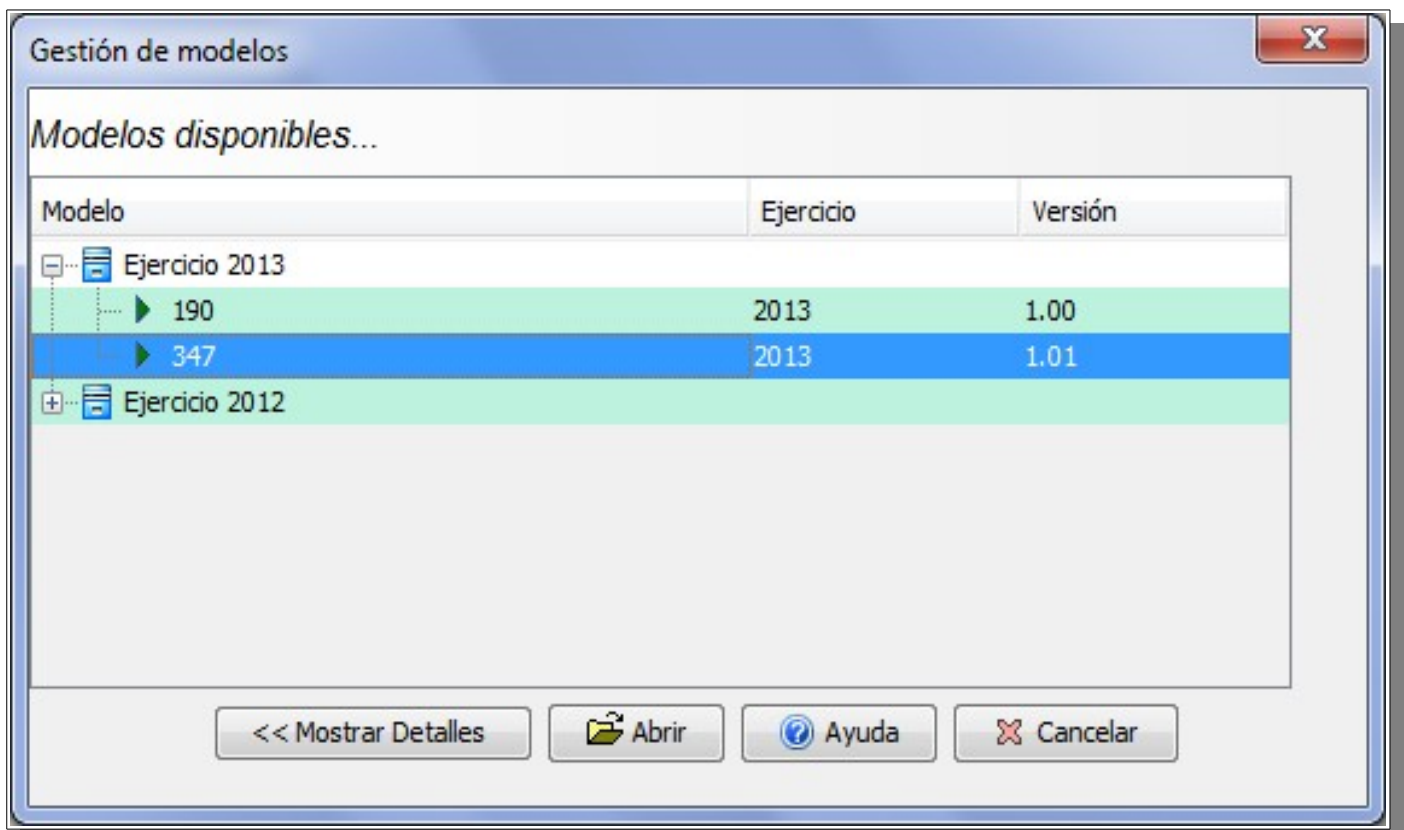 Gestión de modelos
Modelos disponibles...
Modelo Ejercicio Versión
Ejercicio 2013
190 2013 1.00
347 2013 1.01
Ejercicio 2012
<< Mostrar Detalles Abrir Ayuda Cancelar